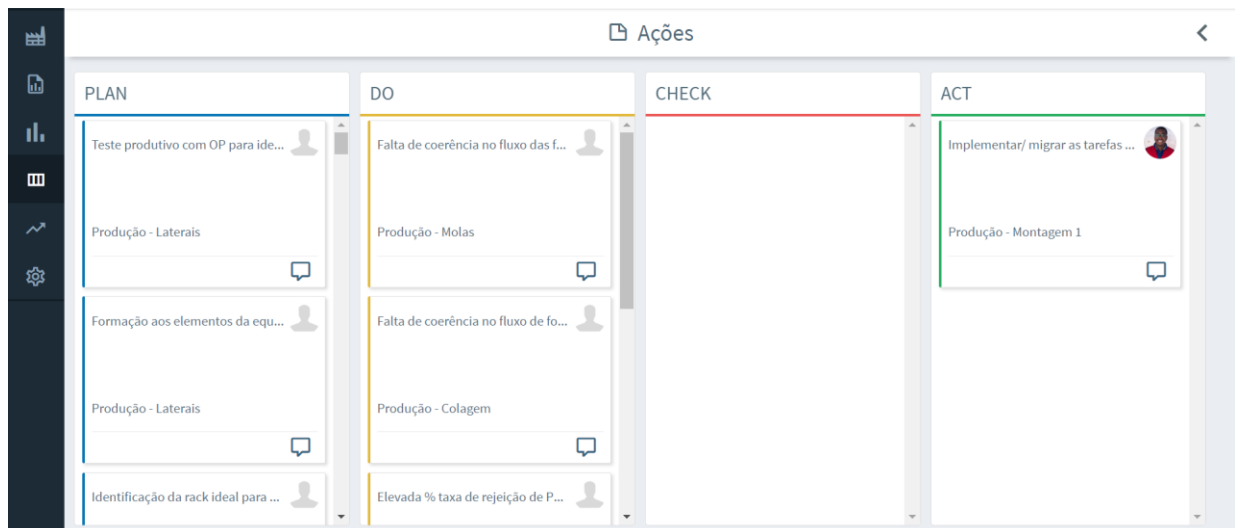 Ações
PLAN
Teste produtivo com OP para ide...
Produção - Laterais
Formação aos elementos da equ...
Produção - Laterais
Identificação da rack ideal para ...
DO
Falta de coerência no fluxo das f...
Produção - Molas
Falta de coerência no fluxo de fo...
Produção - Colagem
Elevada % taxa de rejeição de P...
CHECK
ACT
Implementar/ migrar as tarefas ...
Produção - Montagem 1